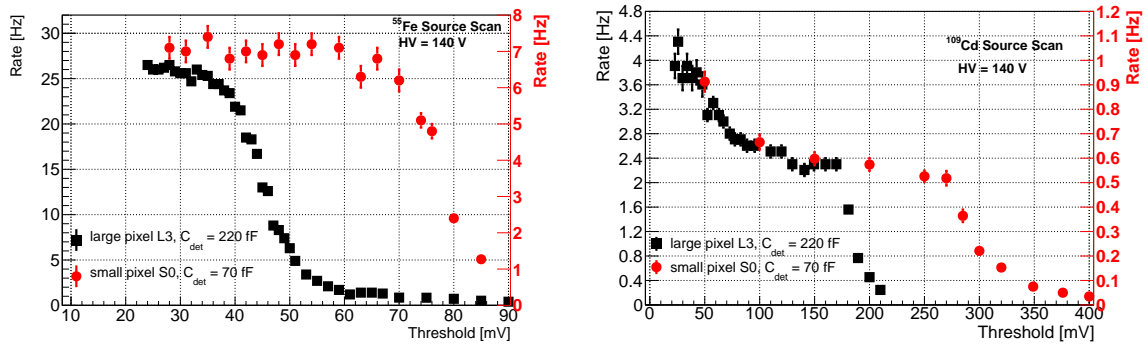 Rate [Hz]
30
25
20
15
10
5
0
⁵⁵Fe Source Scan
HV = 140 V
large pixel L3, C_det = 220 fF
small pixel S0, C_det = 70 fF
10 20 30 40 50 60 70 80 90
Threshold [mV]
8
7
6
5
4
3
2
1
0
Rate [Hz]
Rate [Hz]
4.8
4.4
4
3.6
3.2
2.8
2.4
2
1.6
1.2
0.8
0.4
¹⁰⁹Cd Source Scan
HV = 140 V
large pixel L3, C_det = 220 fF
small pixel S0, C_det = 70 fF
0 50 100 150 200 250 300 350 400
Threshold [mV]
1.2
1.1
1
0.9
0.8
0.7
0.6
0.5
0.4
0.3
0.2
0.1
0
Rate [Hz]